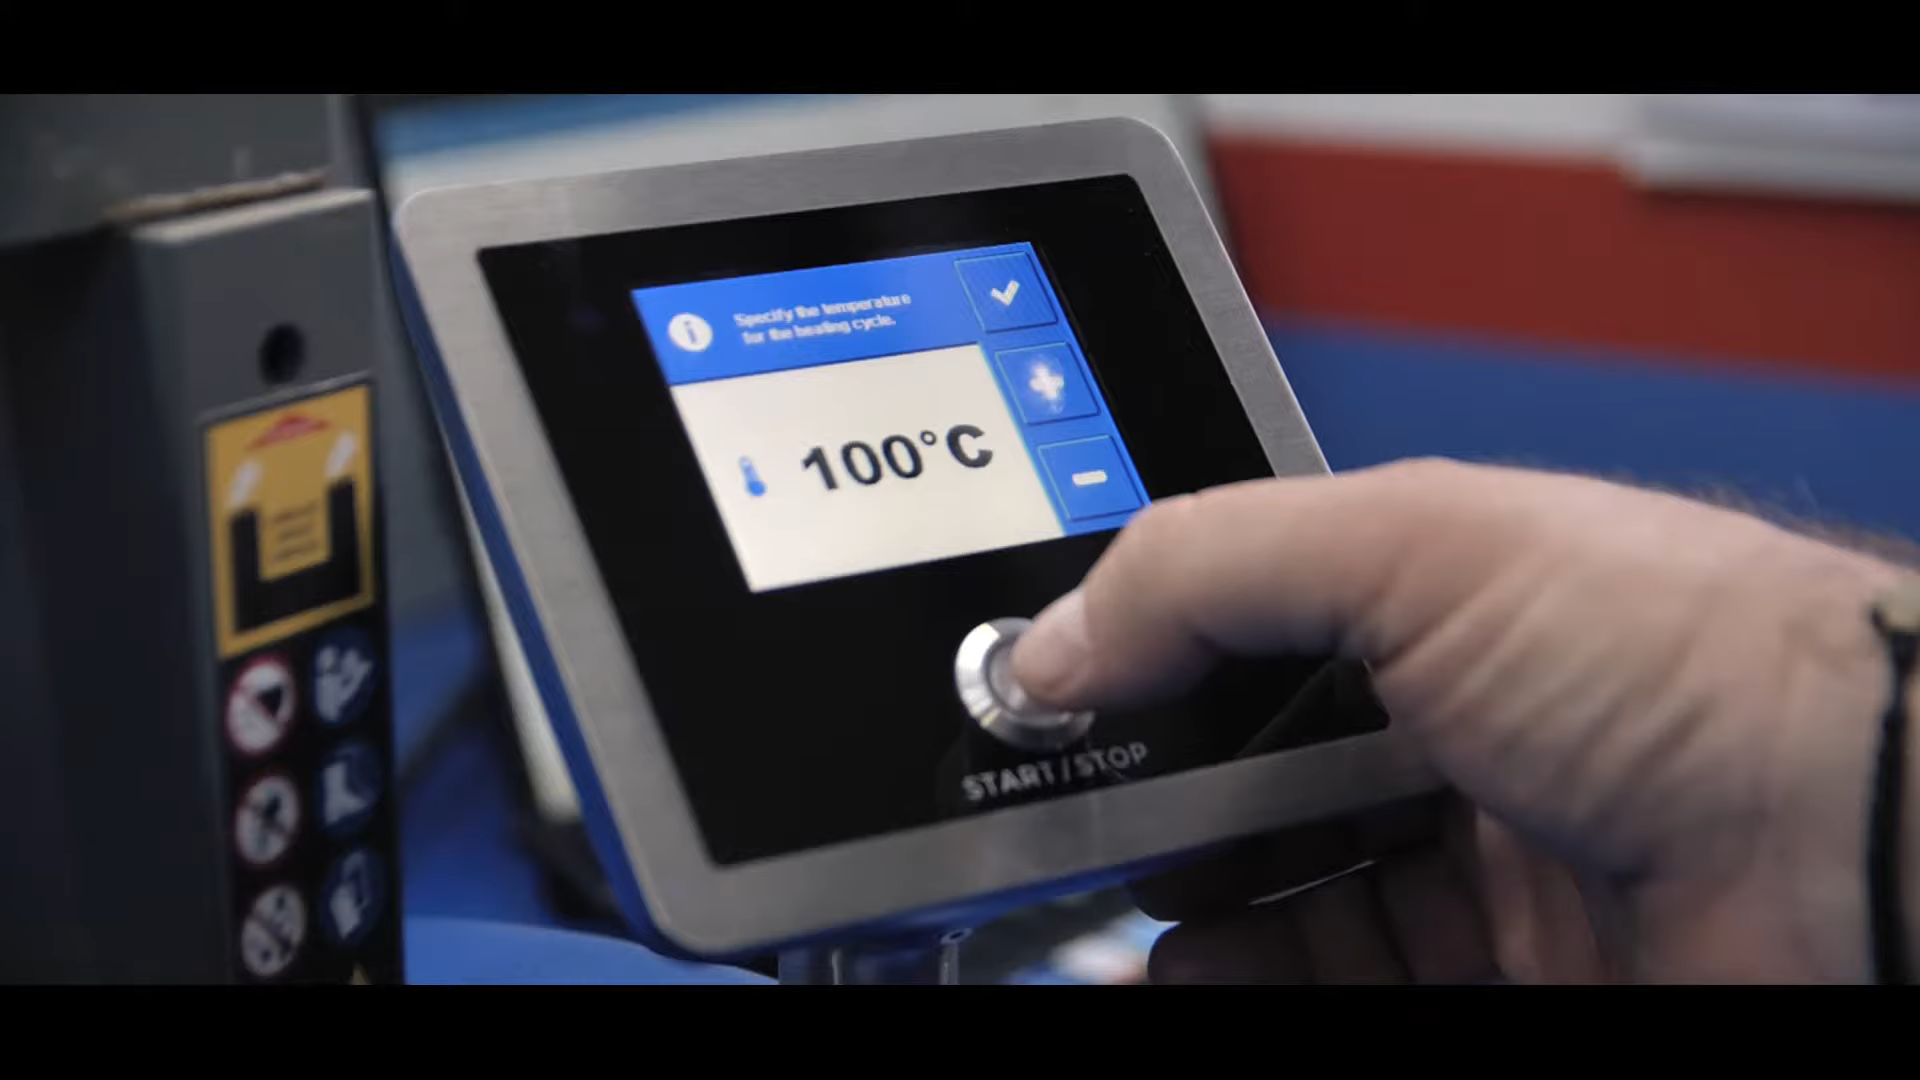 Specify the temperature
for the heating cycle.
100°C
START/STOP